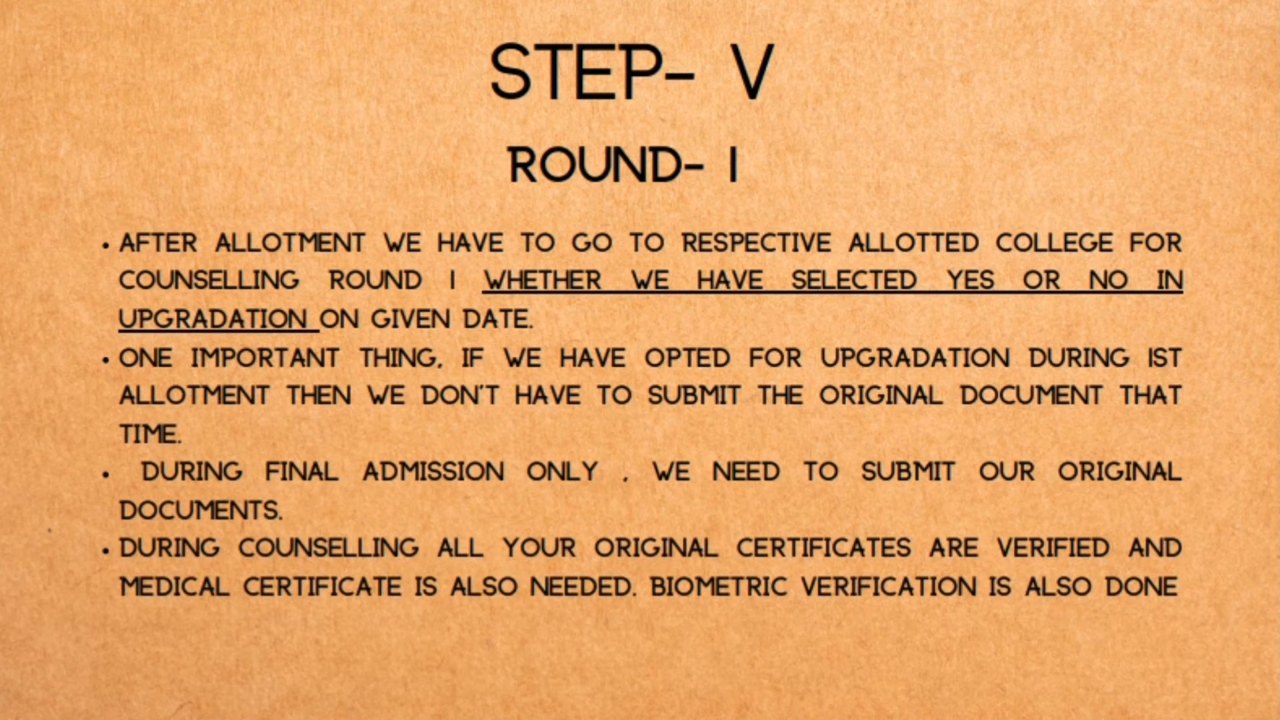 STEP- V
ROUND- I
• AFTER ALLOTMENT WE HAVE TO GO TO RESPECTIVE ALLOTTED COLLEGE FOR
COUNSELLING ROUND I WHETHER WE HAVE SELECTED YES OR NO IN
UPGRADATION ON GIVEN DATE.
• ONE IMPORTANT THING, IF WE HAVE OPTED FOR UPGRADATION DURING IST
ALLOTMENT THEN WE DON'T HAVE TO SUBMIT THE ORIGINAL DOCUMENT THAT
TIME.
• DURING FINAL ADMISSION ONLY , WE NEED TO SUBMIT OUR ORIGINAL
DOCUMENTS.
• DURING COUNSELLING ALL YOUR ORIGINAL CERTIFICATES ARE VERIFIED AND
MEDICAL CERTIFICATE IS ALSO NEEDED. BIOMETRIC VERIFICATION IS ALSO DONE